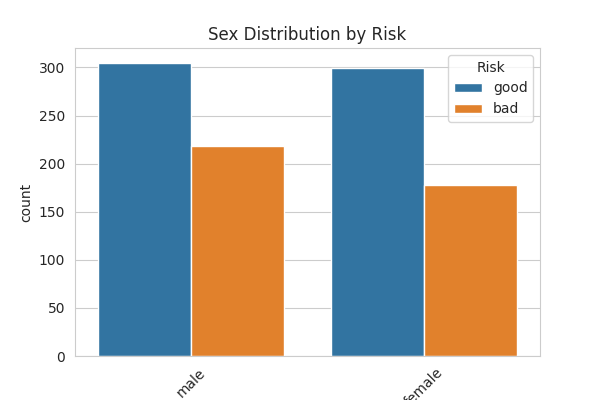 Sex Distribution by Risk
Risk
good
bad
300
250
200
150
100
50
0
count
male
female